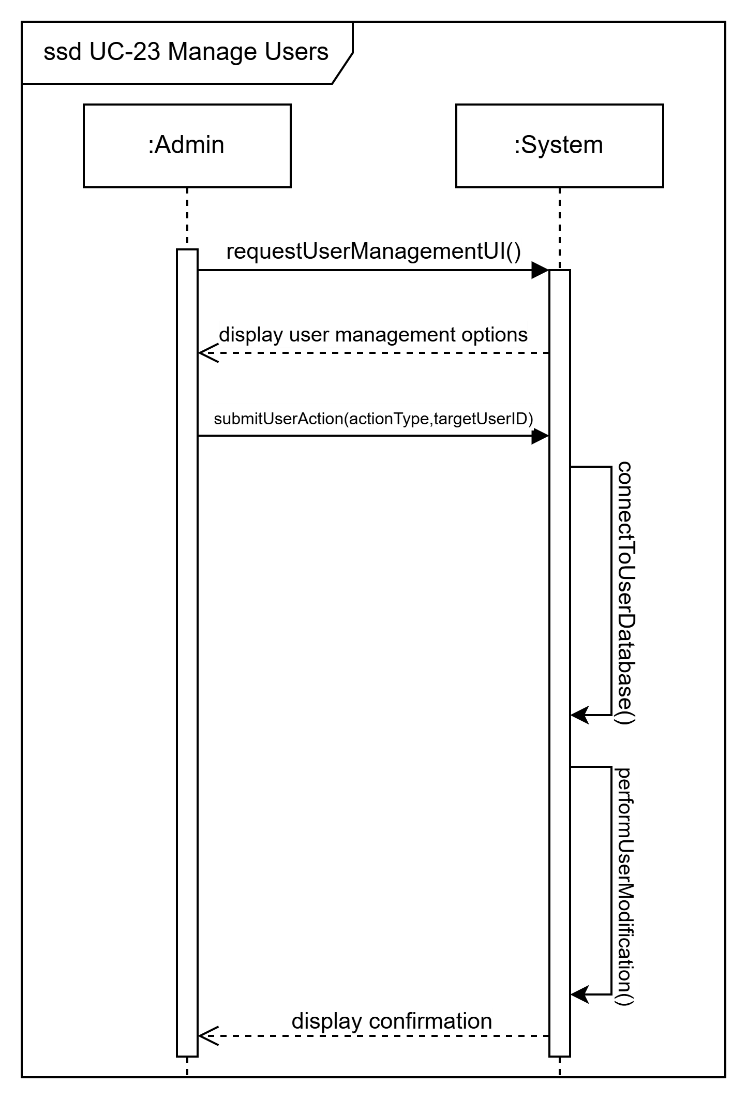 ssd UC-23 Manage Users
:Admin
:System
requestUserManagementUI()
display user management options
submitUserAction(actionType,targetUserID)
connectToUserDatabase()
performUserModification()
display confirmation